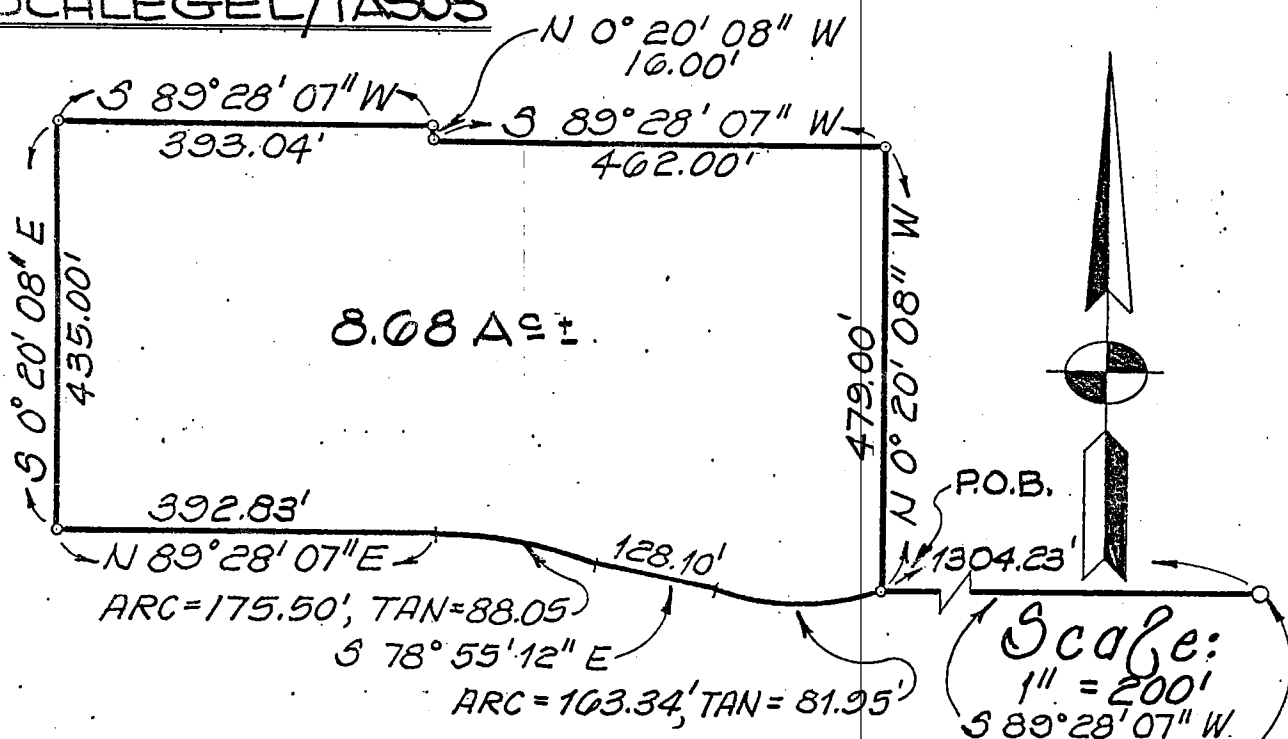 SCHLEGEL/TASUS
N 0° 20' 08" W
16.00'
S 89° 28' 07" W
393.04'
S 89° 28' 07" W
462.00'
S 0° 20' 08" E
435.00'
8.68 Ac ±
479.00'
N 0° 20' 08" W
P.O.B.
1304.23'
392.83'
N 89° 28' 07" E
128.10'
ARC = 175.50', TAN = 88.05
S 78° 55' 12" E
ARC = 163.34', TAN = 81.95'
Scale:
1" = 200'
S 89° 28' 07" W.